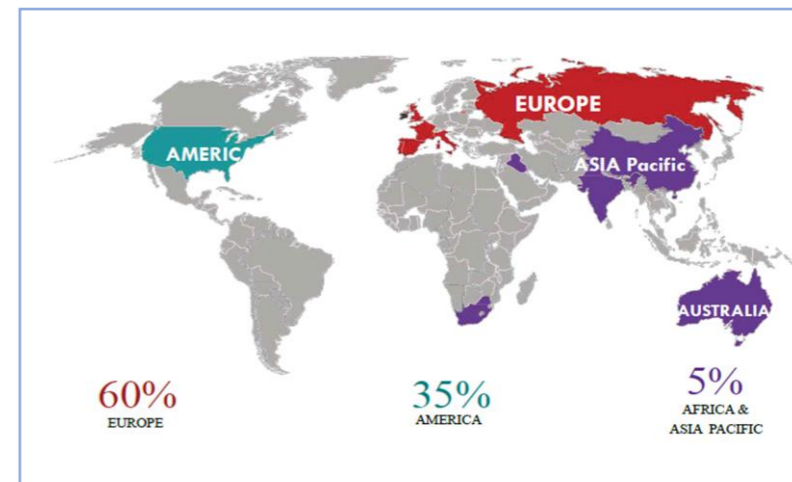 EUROPE
AMERIC
ASIA Pacific
AUSTRALIA
60%
EUROPE
35%
AMERICA
5%
AFRICA &
ASIA PACIFIC